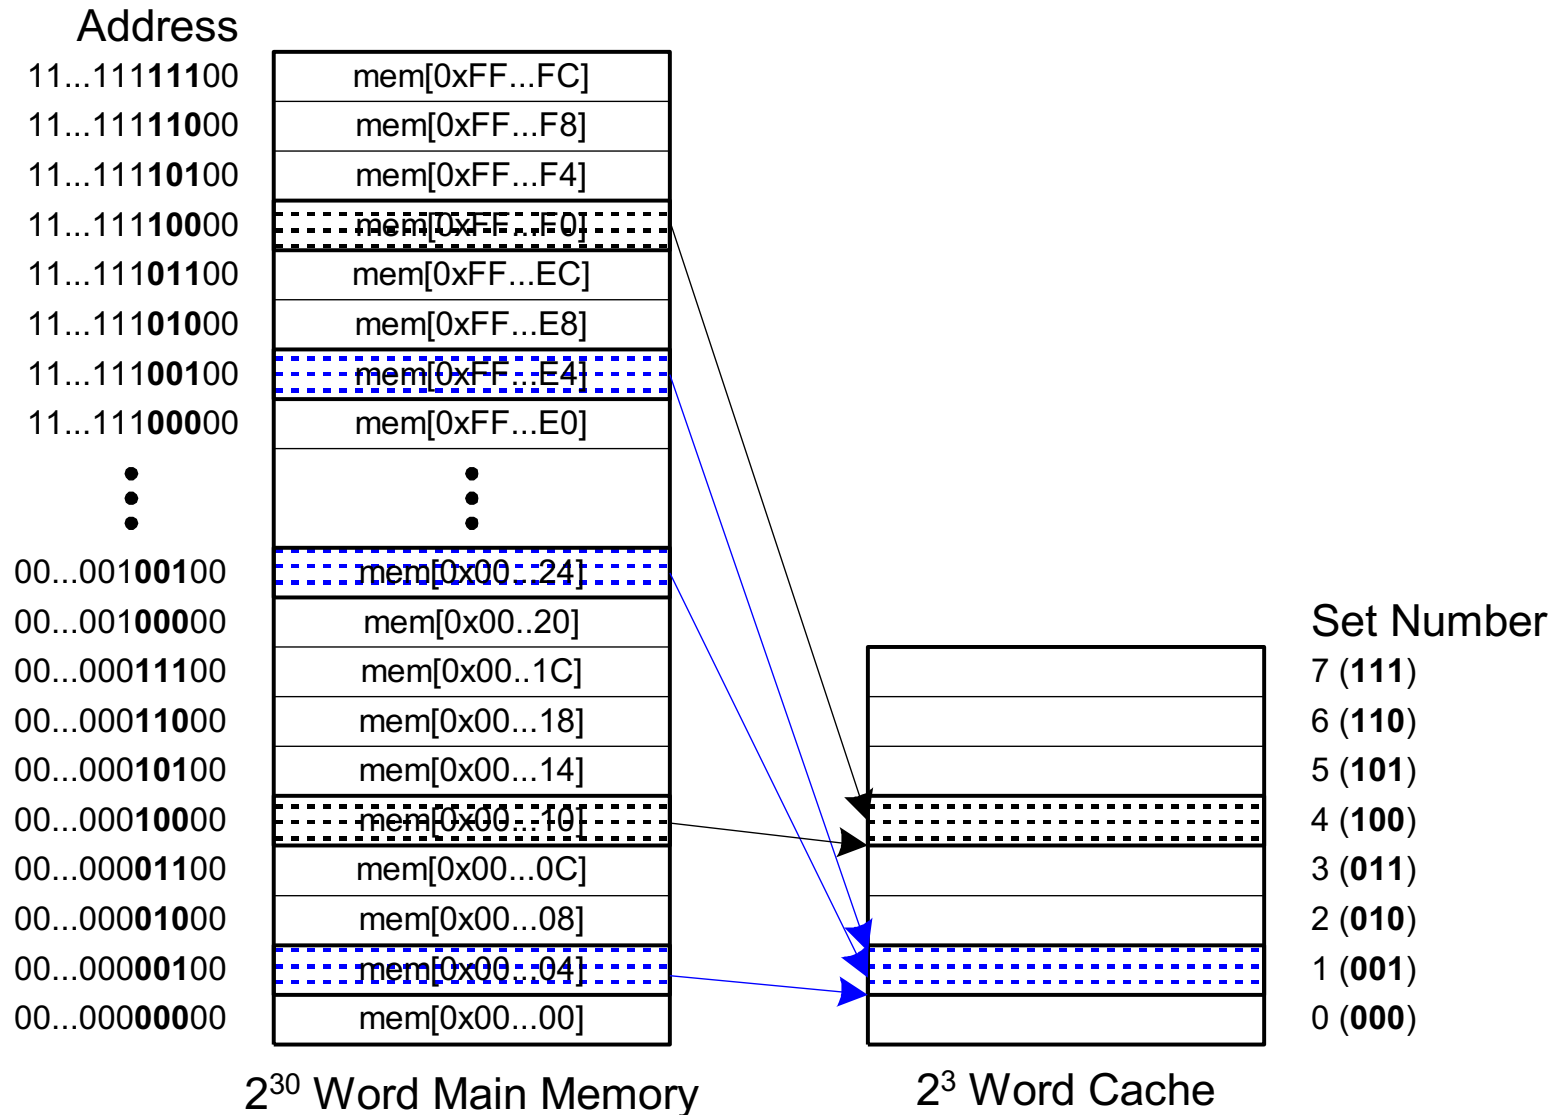 Address
11...11111100 mem[0xFF...FC]
11...11111000 mem[0xFF...F8]
11...11110100 mem[0xFF...F4]
11...11110000 mem[0xFF...F0]
11...11101100 mem[0xFF...EC]
11...11101000 mem[0xFF...E8]
11...11100100 mem[0xFF...E4]
11...11100000 mem[0xFF...E0]
00...00100100 mem[0x00...24]
00...00100000 mem[0x00..20]
Set Number
00...00011100 mem[0x00..1C] 7 (111)
00...00011000 mem[0x00...18] 6 (110)
00...00010100 mem[0x00...14] 5 (101)
00...00010000 mem[0x00...10] 4 (100)
00...00001100 mem[0x00...0C] 3 (011)
00...00001000 mem[0x00...08] 2 (010)
00...00000100 mem[0x00...04] 1 (001)
00...00000000 mem[0x00...00] 0 (000)
2³⁰ Word Main Memory 2³ Word Cache